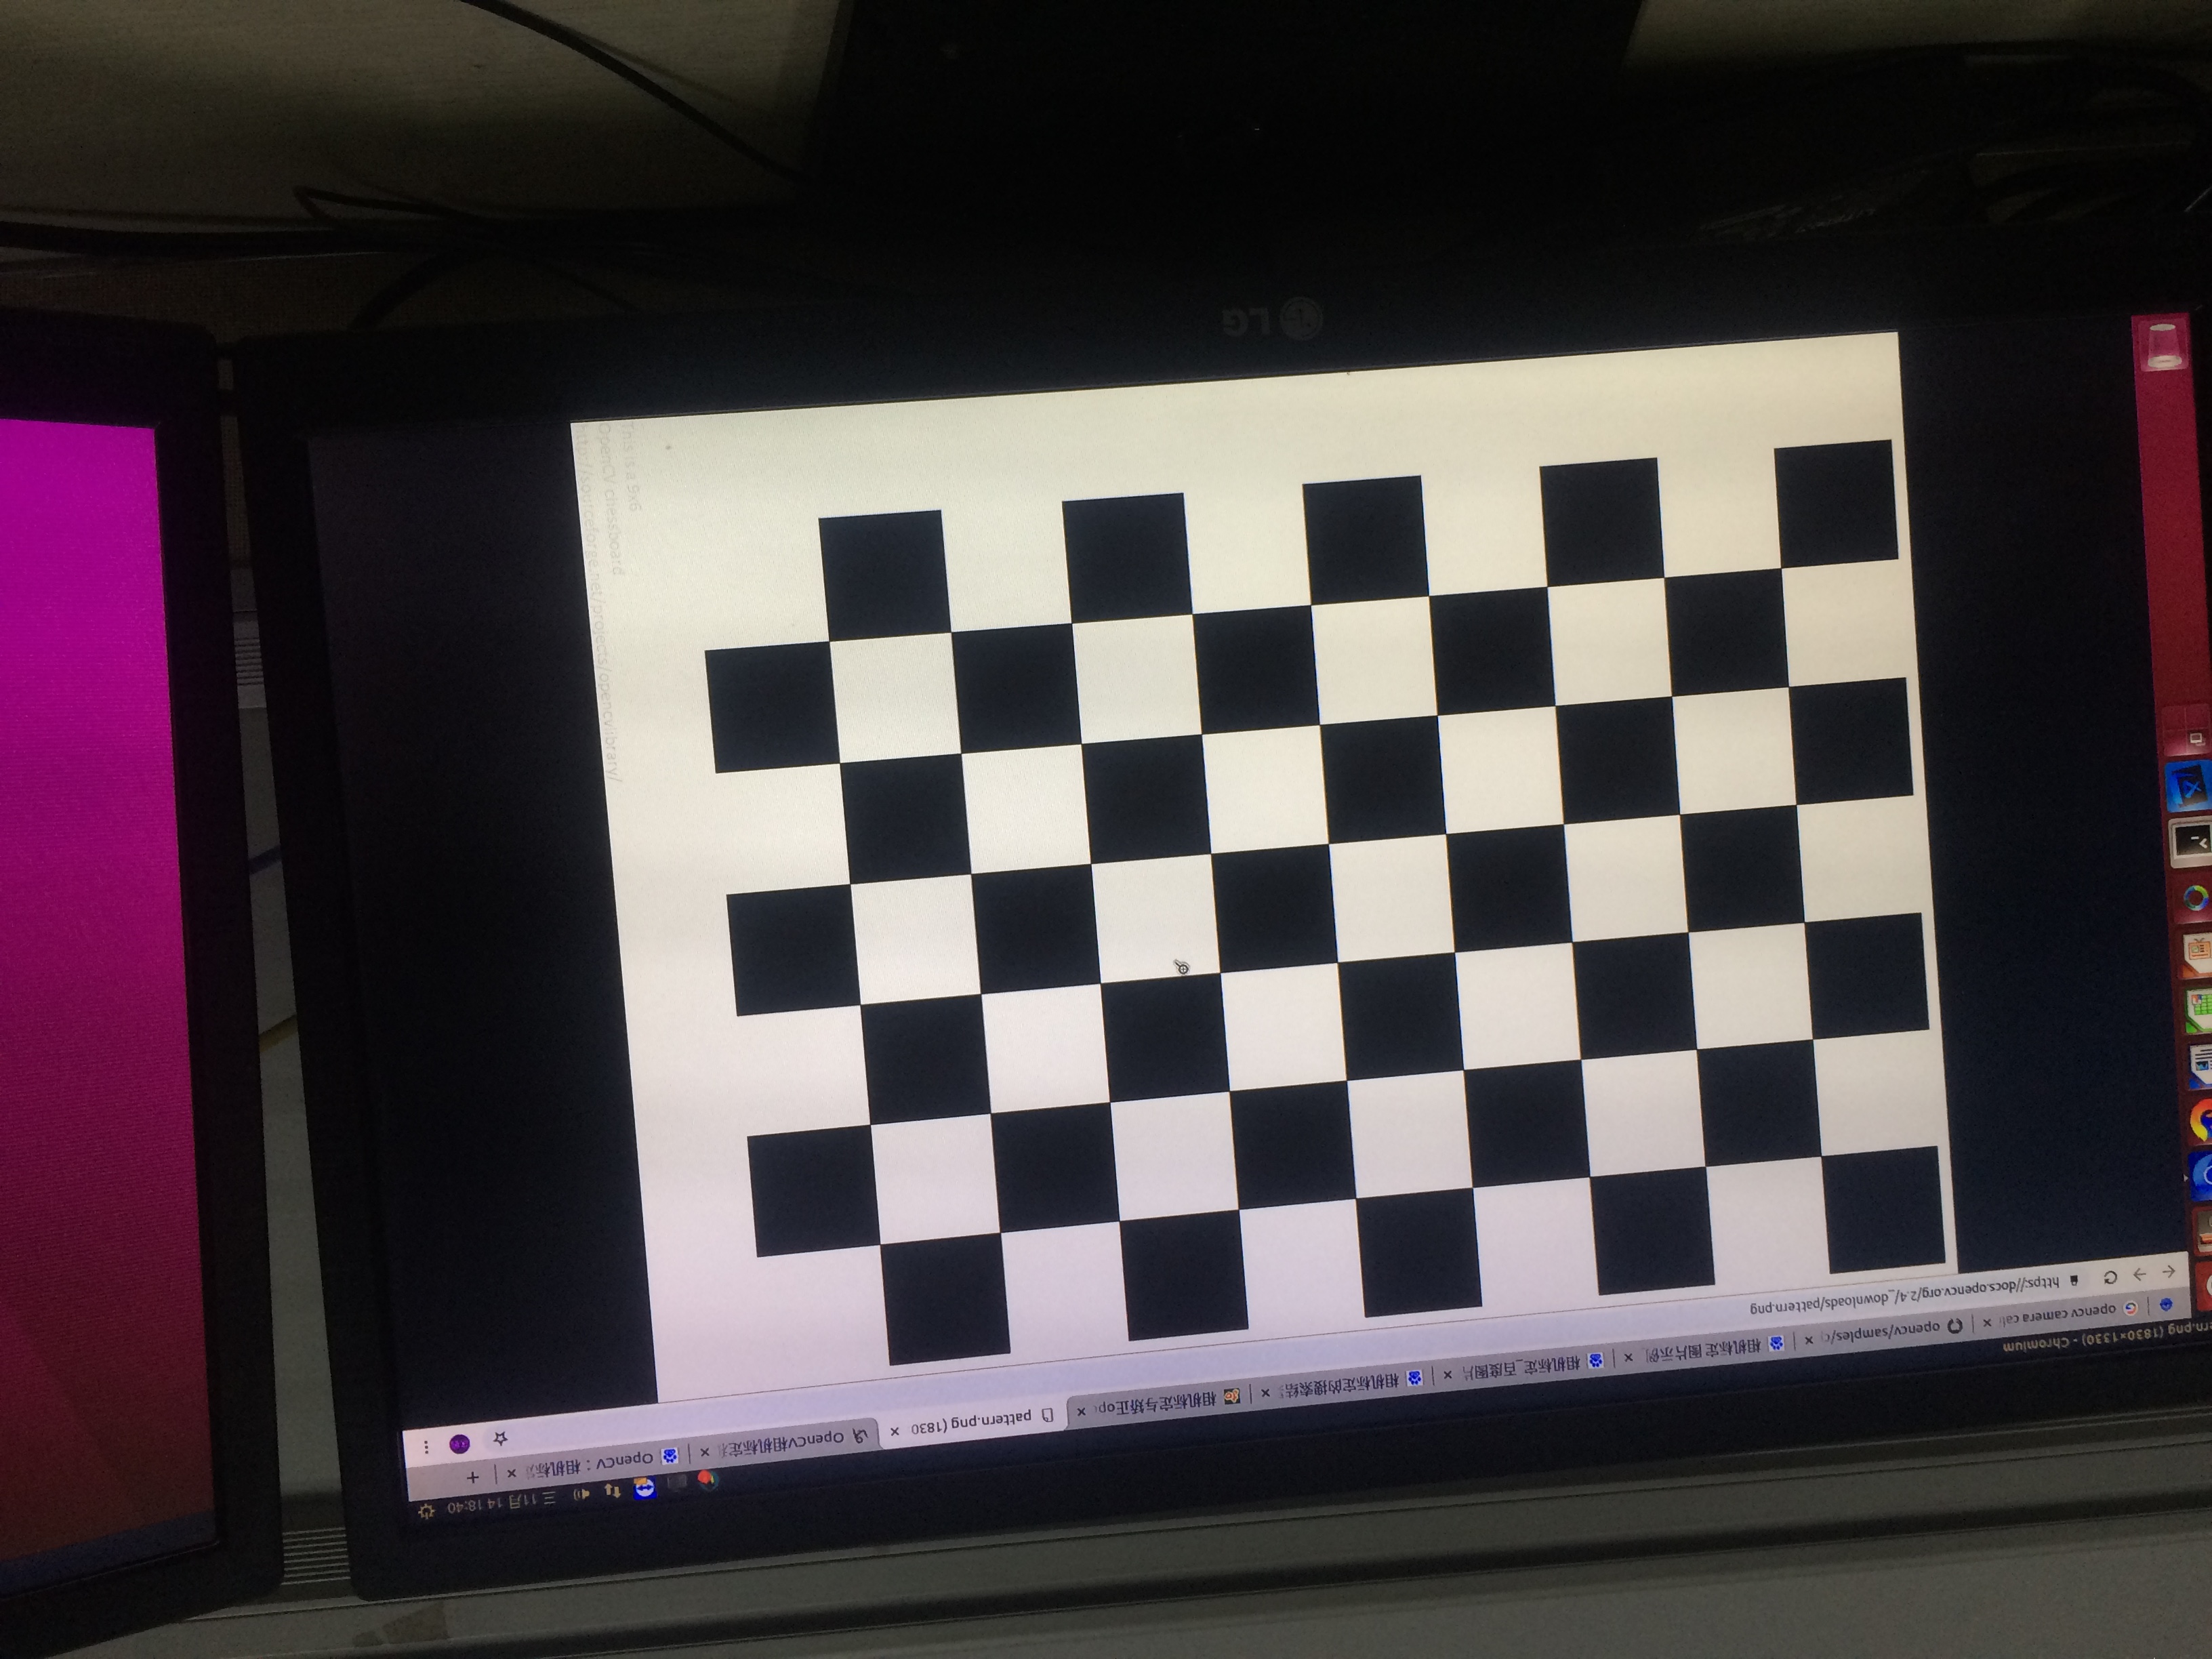 三 11月 14 18:40
ern.png (1830×1330) - Chromium
opencv camera cali
opencv/samples/c
相机标定 图片示例
相机标定_百度图片
相机标定的搜索结
相机标定与矫正ope
pattern.png (1830
OpenCV相机标定
OpenCV：相机标定
https://docs.opencv.org/2.4/_downloads/pattern.png
This is a 9x6
OpenCV chessboard
http://sourceforge.net/projects/opencvlibrary/
LG